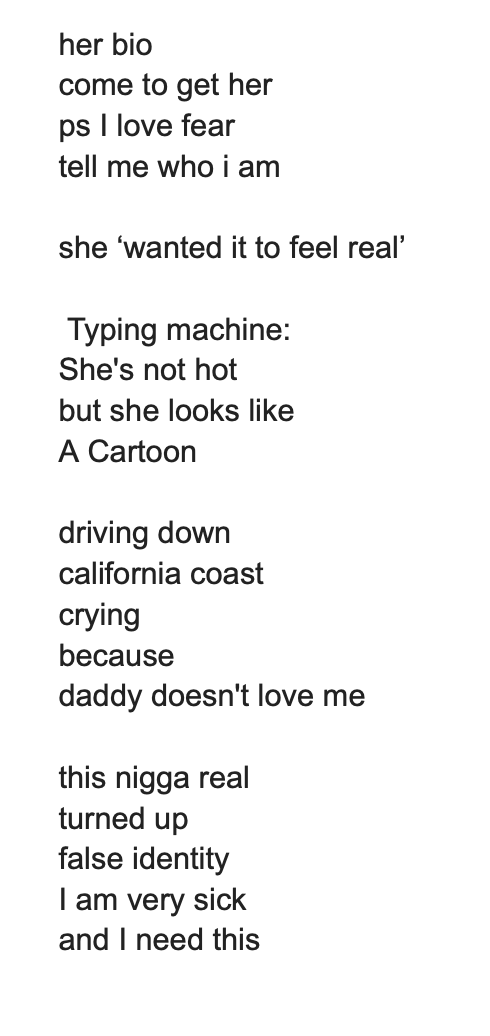 her bio
come to get her
ps I love fear
tell me who i am

she ‘wanted it to feel real’

Typing machine:
She's not hot
but she looks like
A Cartoon

driving down
california coast
crying
because
daddy doesn't love me

this nigga real
turned up
false identity
I am very sick
and I need this